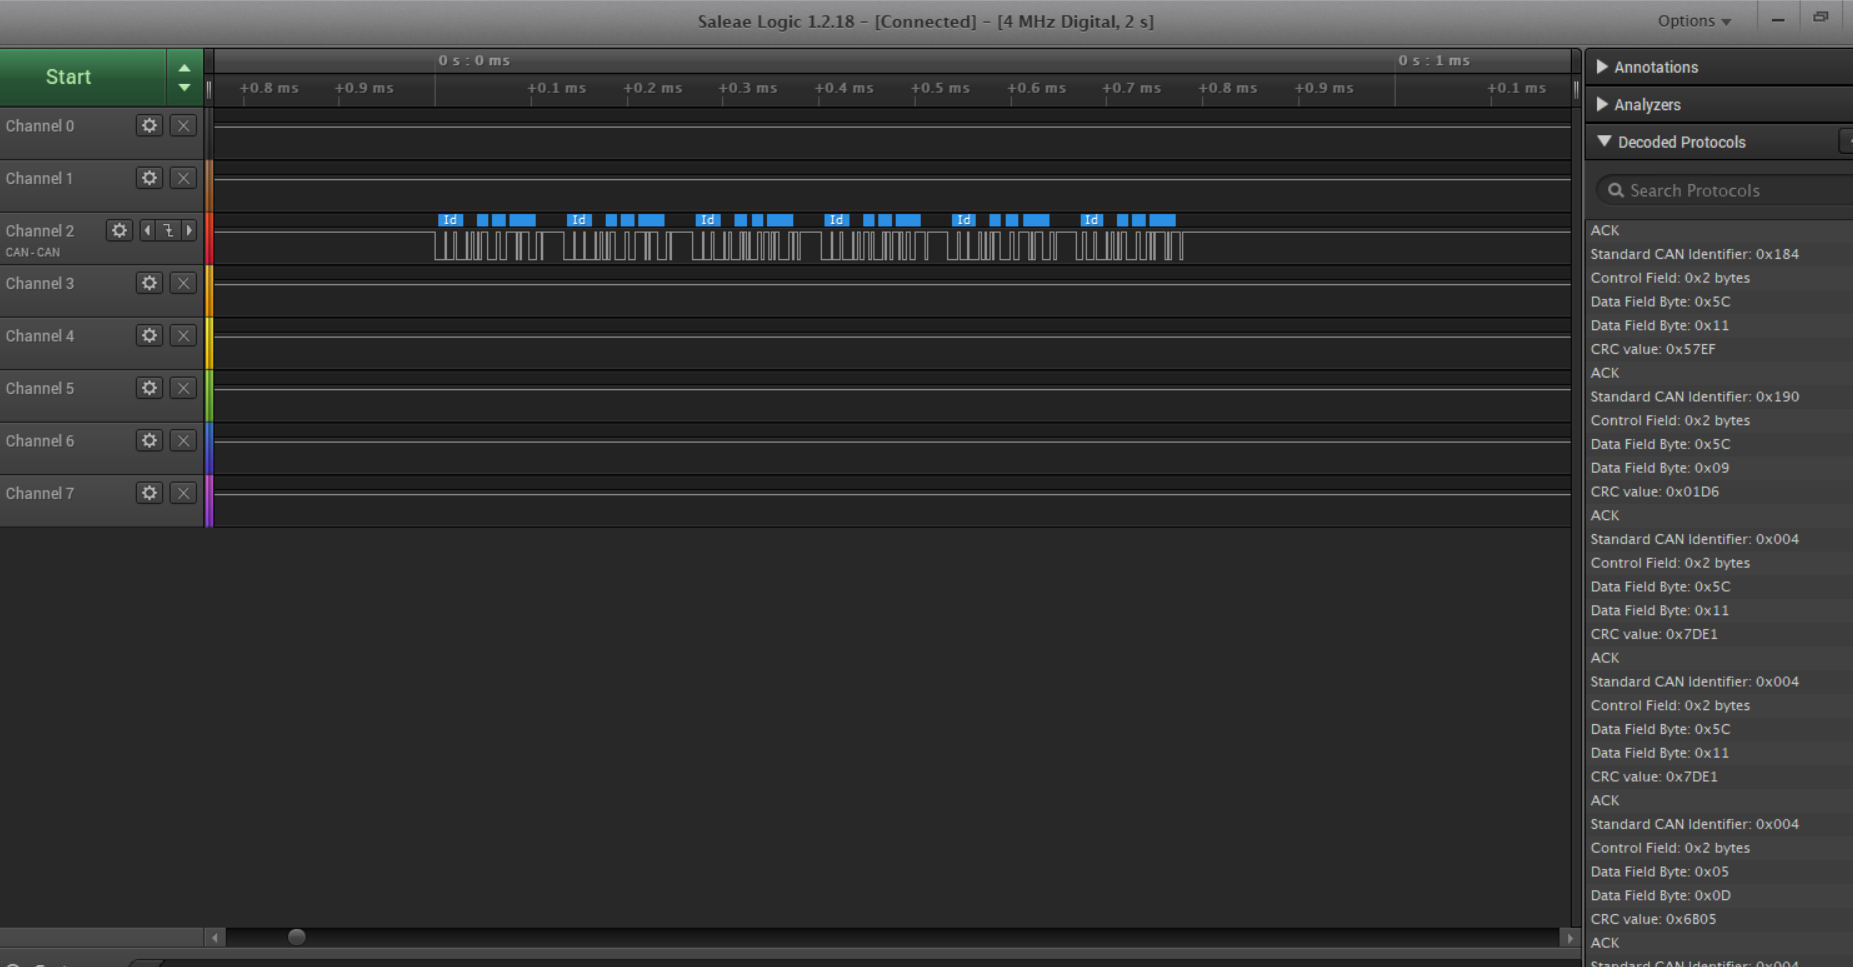 Saleae Logic 1.2.18 - [Connected] - [4 MHz Digital, 2 s]
Options
Start
0 s : 0 ms
0 s : 1 ms
+0.8 ms
+0.9 ms
+0.1 ms
+0.2 ms
+0.3 ms
+0.4 ms
+0.5 ms
+0.6 ms
+0.7 ms
+0.8 ms
+0.9 ms
+0.1 ms
Channel 0
Channel 1
Channel 2
CAN - CAN
Id
Id
Id
Id
Id
Id
Channel 3
Channel 4
Channel 5
Channel 6
Channel 7
Annotations
Analyzers
Decoded Protocols
Search Protocols
ACK
Standard CAN Identifier: 0x184
Control Field: 0x2 bytes
Data Field Byte: 0x5C
Data Field Byte: 0x11
CRC value: 0x57EF
ACK
Standard CAN Identifier: 0x190
Control Field: 0x2 bytes
Data Field Byte: 0x5C
Data Field Byte: 0x09
CRC value: 0x01D6
ACK
Standard CAN Identifier: 0x004
Control Field: 0x2 bytes
Data Field Byte: 0x5C
Data Field Byte: 0x11
CRC value: 0x7DE1
ACK
Standard CAN Identifier: 0x004
Control Field: 0x2 bytes
Data Field Byte: 0x5C
Data Field Byte: 0x11
CRC value: 0x7DE1
ACK
Standard CAN Identifier: 0x004
Control Field: 0x2 bytes
Data Field Byte: 0x05
Data Field Byte: 0x0D
CRC value: 0x6B05
ACK
Standard CAN Identifier: 0x004